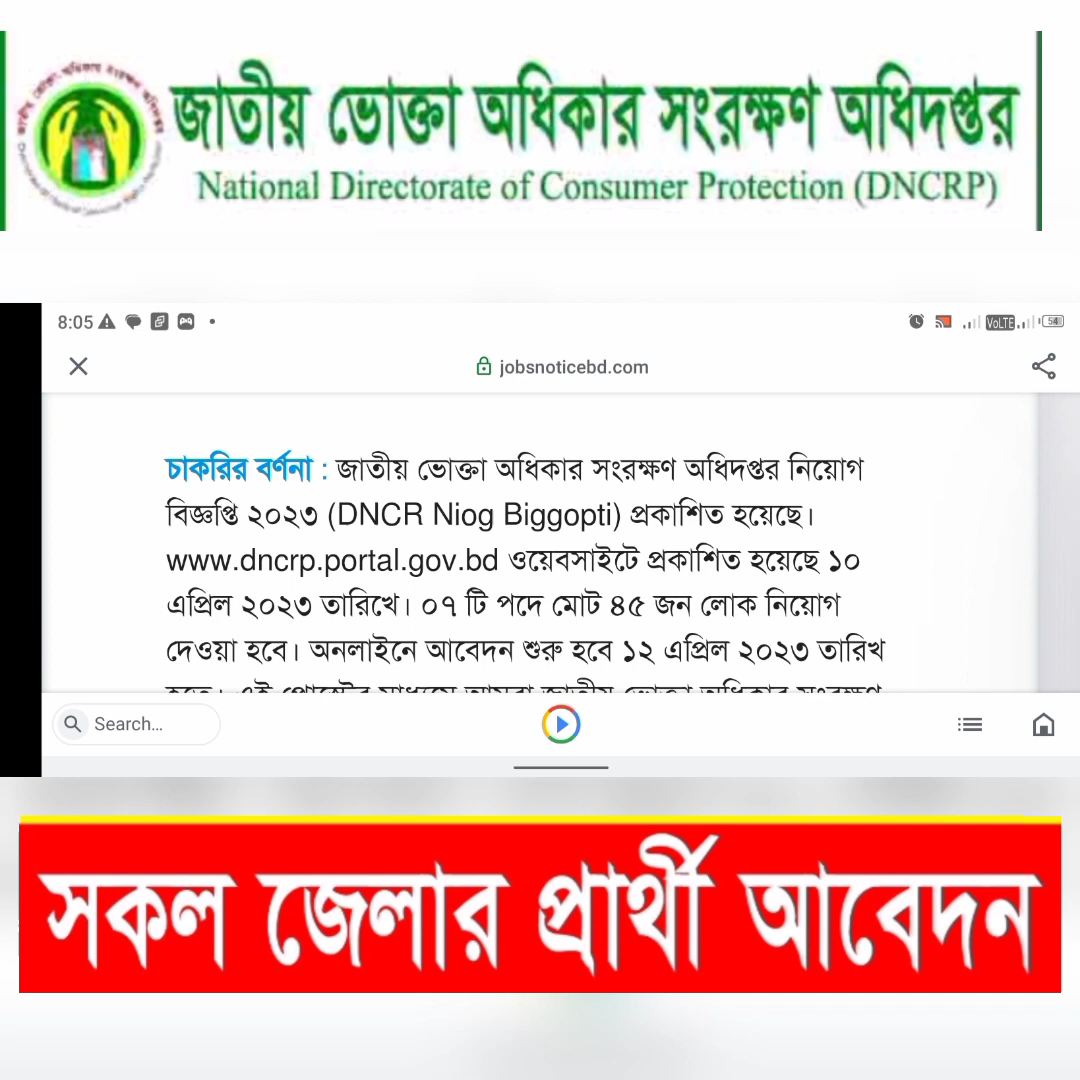 জাতীয় ভোক্তা অধিকার সংরক্ষণ অধিদপ্তর
National Directorate of Consumer Protection (DNCRP)
8:05
VoLTE
54
jobsnoticebd.com
চাকরির বর্ণনা : জাতীয় ভোক্তা অধিকার সংরক্ষণ অধিদপ্তর নিয়োগ
বিজ্ঞপ্তি ২০২৩ (DNCR Niog Biggopti) প্রকাশিত হয়েছে।
www.dncrp.portal.gov.bd ওয়েবসাইটে প্রকাশিত হয়েছে ১০
এপ্রিল ২০২৩ তারিখে। ০৭ টি পদে মোট ৪৫ জন লোক নিয়োগ
দেওয়া হবে। অনলাইনে আবেদন শুরু হবে ১২ এপ্রিল ২০২৩ তারিখ
Search...
সকল জেলার প্রার্থী আবেদন